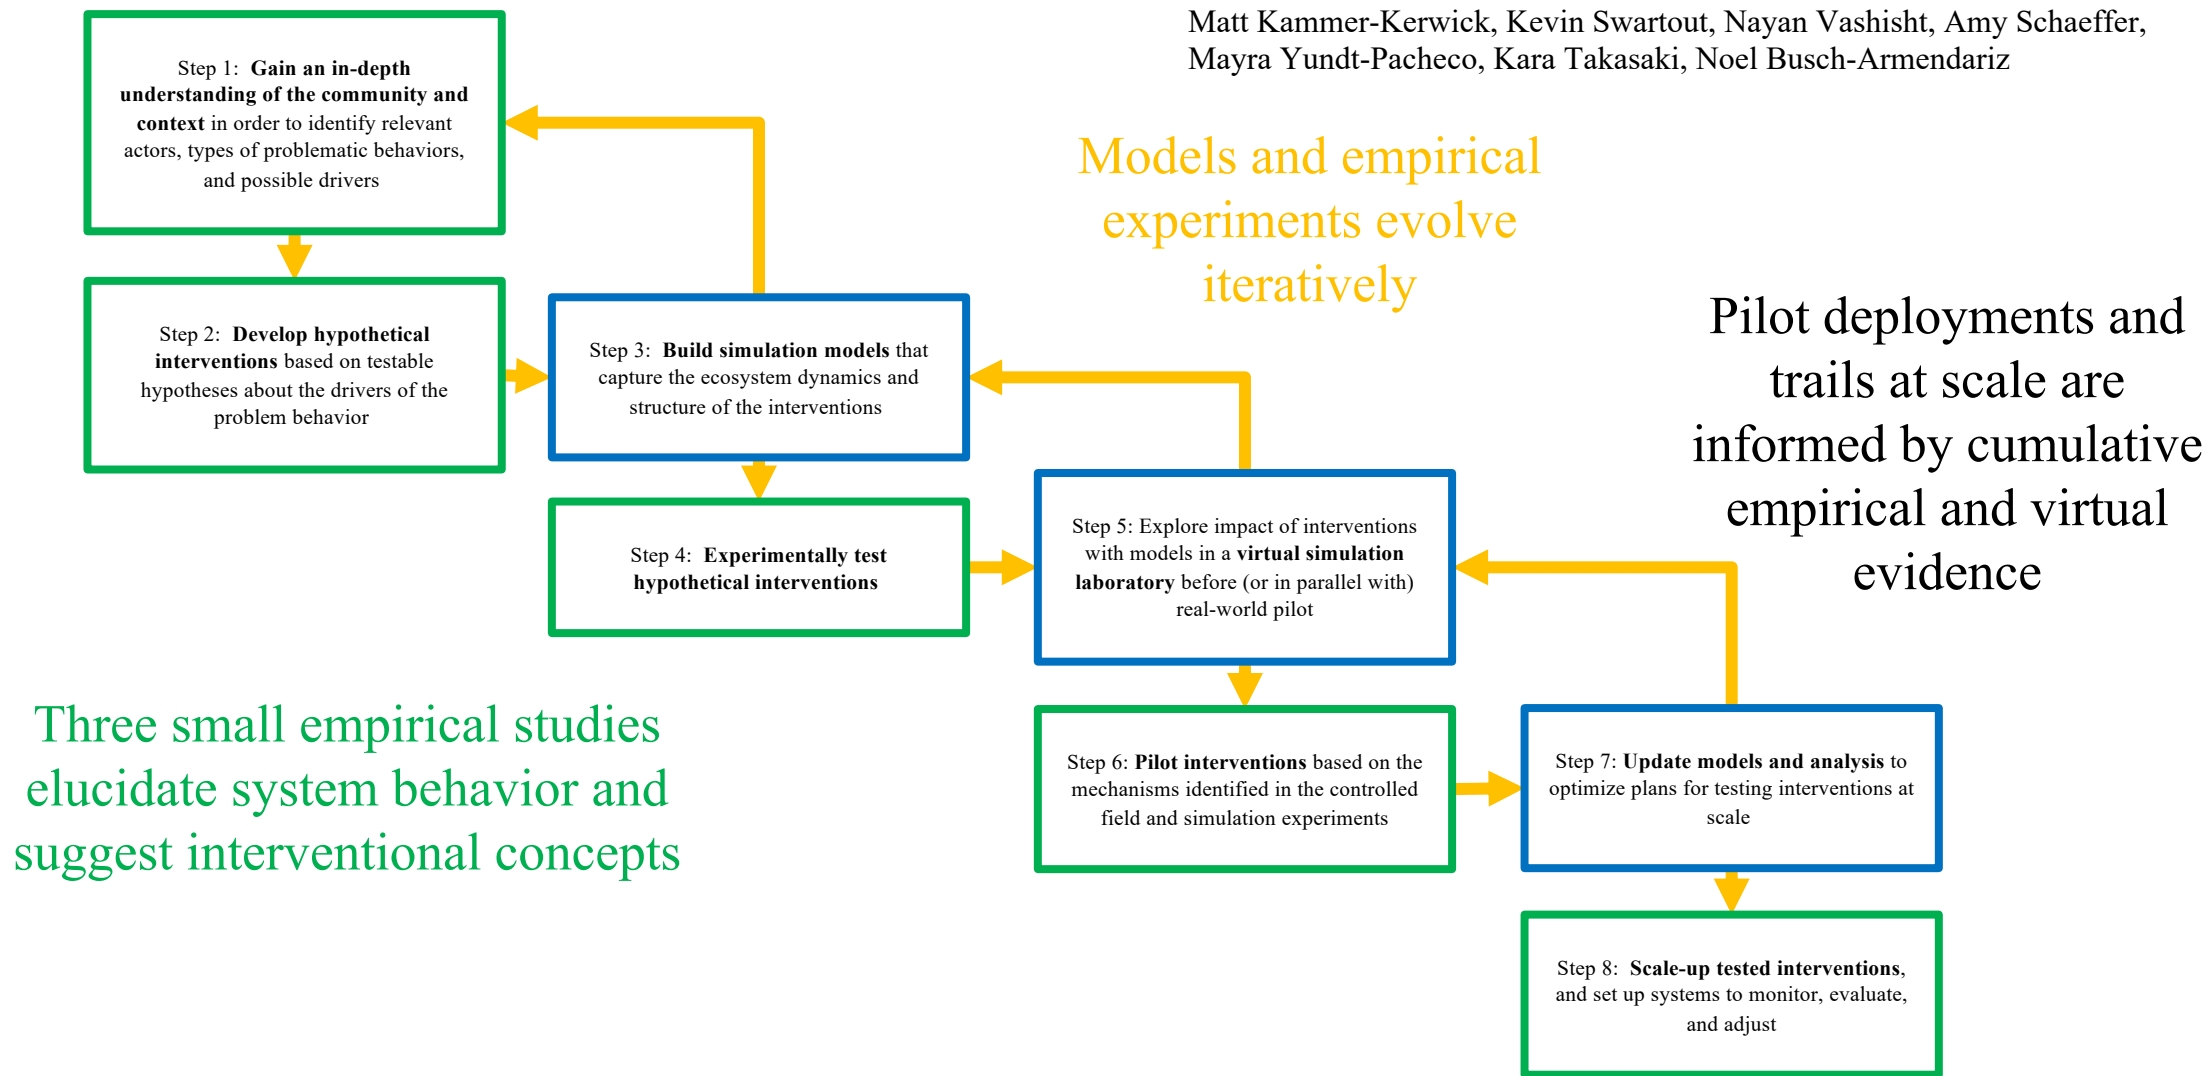 Matt Kammer-Kerwick, Kevin Swartout, Nayan Vashisht, Amy Schaeffer,
Mayra Yundt-Pacheco, Kara Takasaki, Noel Busch-Armendariz
Step 1: Gain an in-depth
understanding of the community and
context in order to identify relevant
actors, types of problematic behaviors,
and possible drivers
Models and empirical
experiments evolve
iteratively
Step 2: Develop hypothetical
interventions based on testable
hypotheses about the drivers of the
problem behavior
Step 3: Build simulation models that
capture the ecosystem dynamics and
structure of the interventions
Pilot deployments and
trails at scale are
informed by cumulative
empirical and virtual
evidence
Step 4: Experimentally test
hypothetical interventions
Step 5: Explore impact of interventions
with models in a virtual simulation
laboratory before (or in parallel with)
real-world pilot
Three small empirical studies
elucidate system behavior and
suggest interventional concepts
Step 6: Pilot interventions based on the
mechanisms identified in the controlled
field and simulation experiments
Step 7: Update models and analysis to
optimize plans for testing interventions at
scale
Step 8: Scale-up tested interventions,
and set up systems to monitor, evaluate,
and adjust